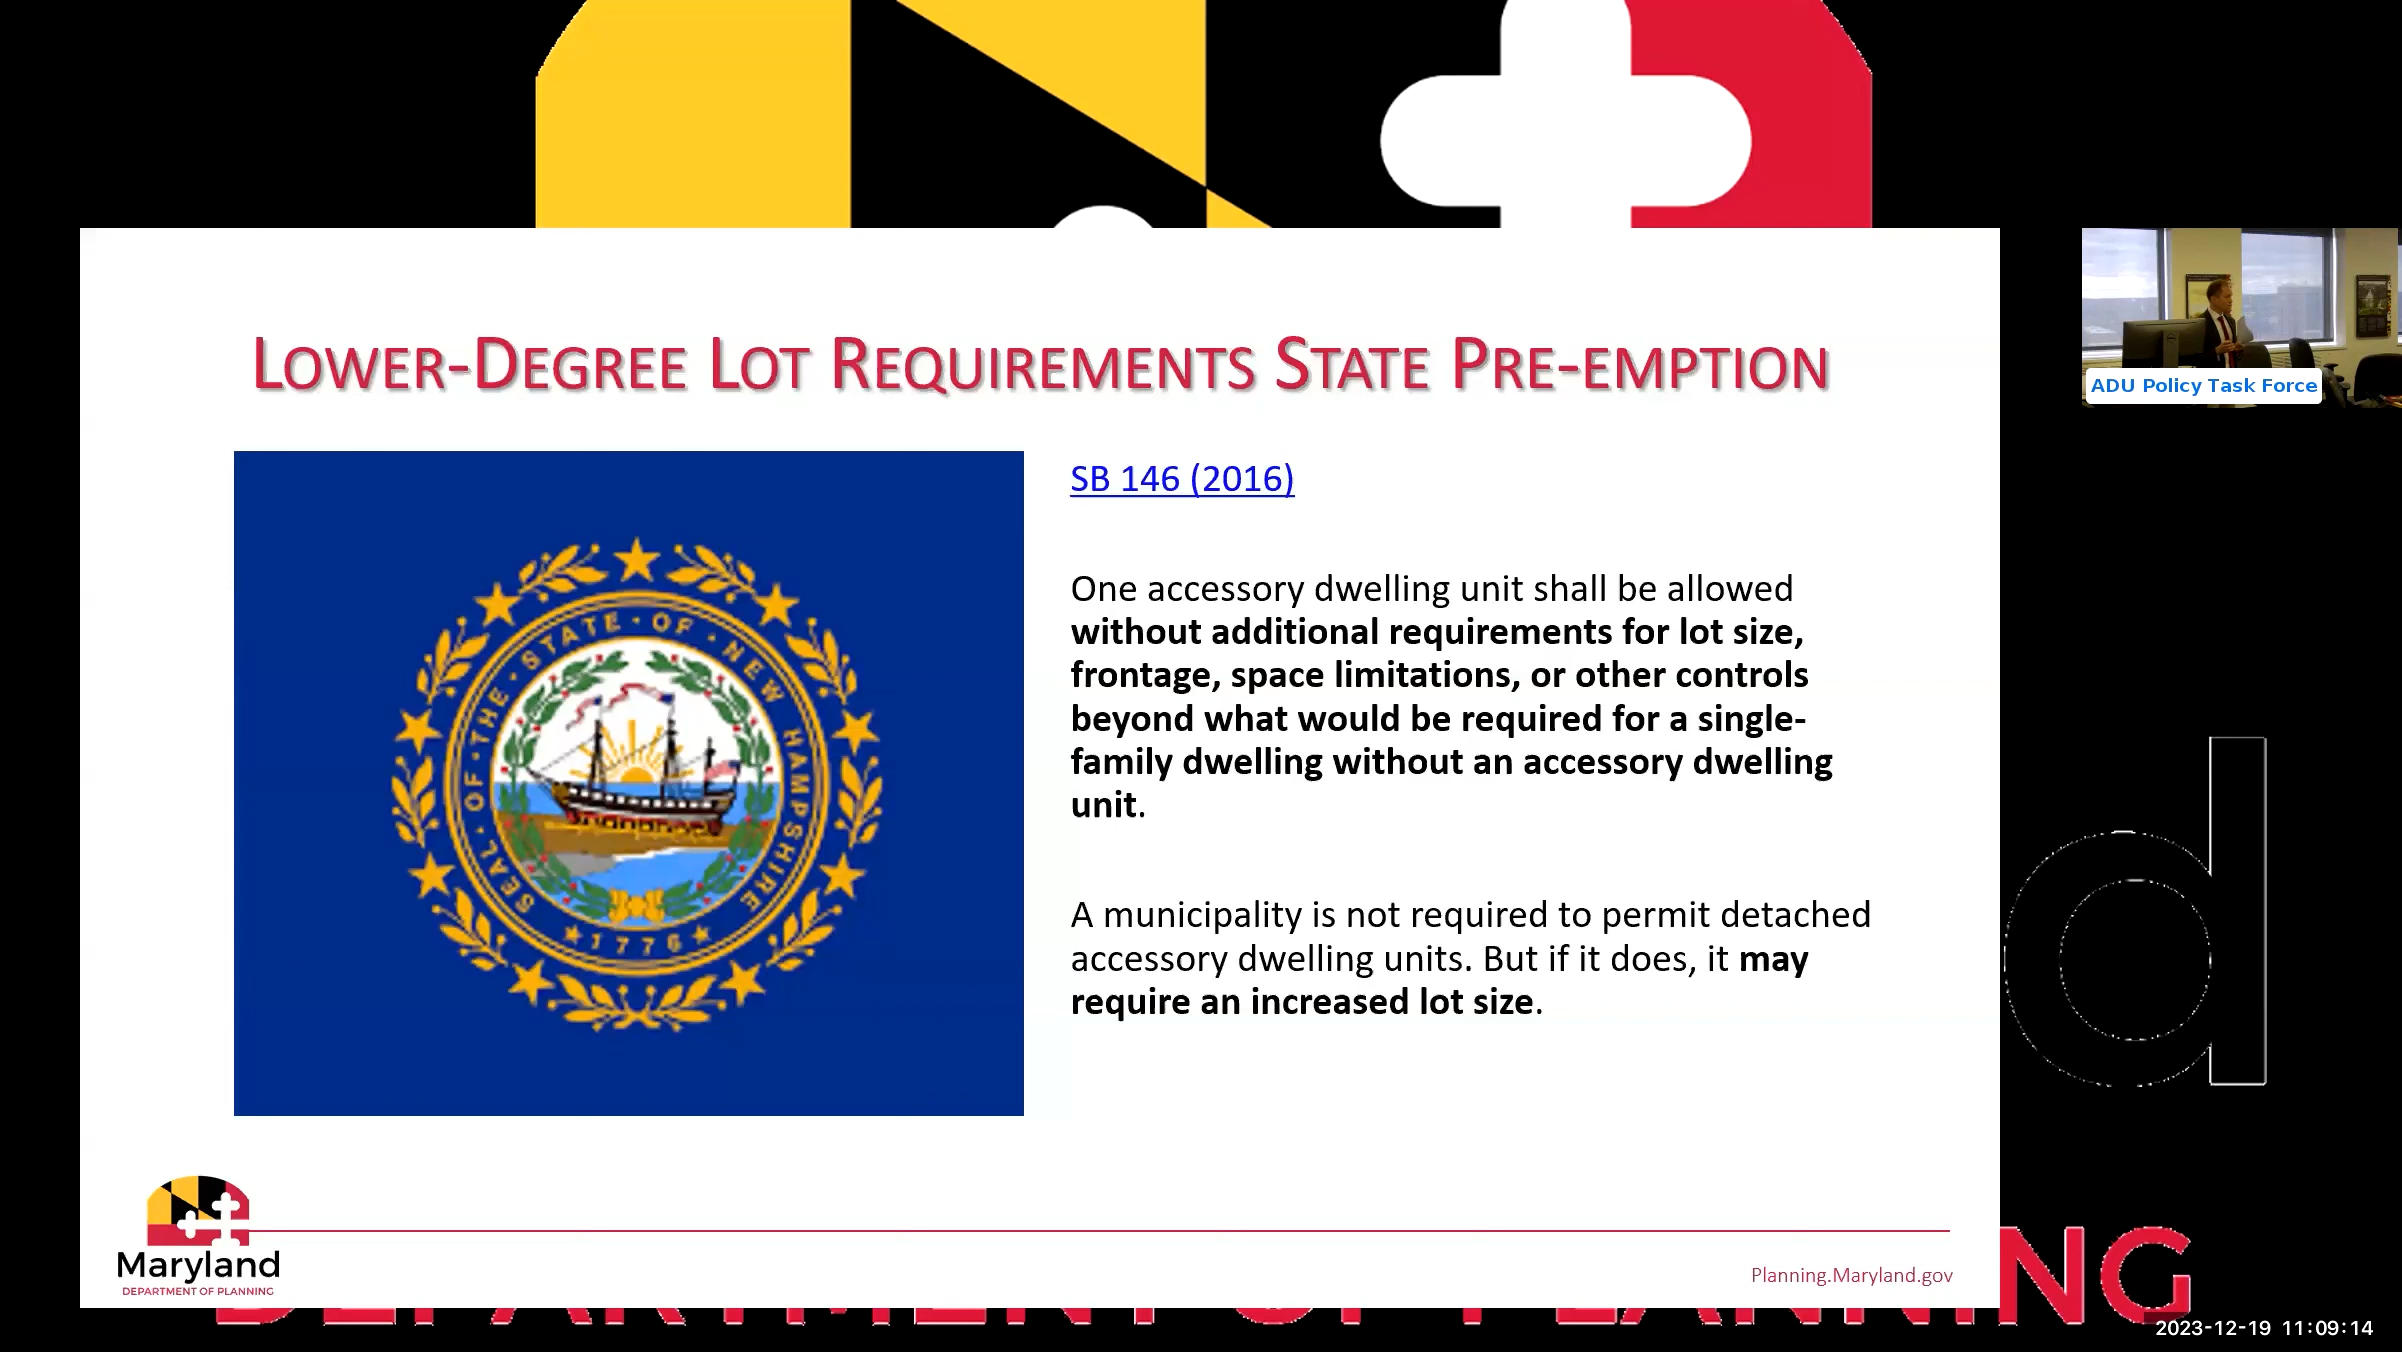 LOWER-DEGREE LOT REQUIREMENTS STATE PRE-EMPTION
ADU Policy Task Force
SB 146 (2016)
One accessory dwelling unit shall be allowed
without additional requirements for lot size,
frontage, space limitations, or other controls
beyond what would be required for a single-
family dwelling without an accessory dwelling
unit.
A municipality is not required to permit detached
accessory dwelling units. But if it does, it may
require an increased lot size.
SEAL · OF · THE · STATE · OF · NEW HAMPSHIRE
1776
d
Maryland
DEPARTMENT OF PLANNING
Planning.Maryland.gov
DEPARTMENT OF PLANNING
2023-12-19 11:09:14